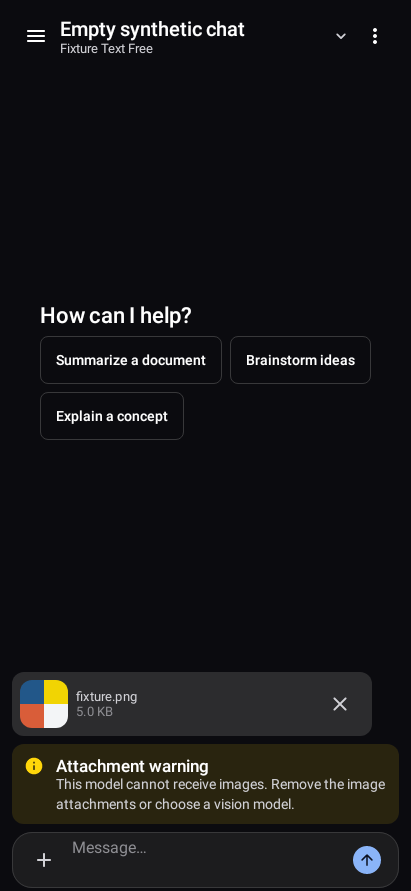 Empty synthetic chat
Fixture Text Free
How can I help?
Summarize a document
Brainstorm ideas
Explain a concept
fixture.png
5.0 KB
Attachment warning
This model cannot receive images. Remove the image
attachments or choose a vision model.
Message…